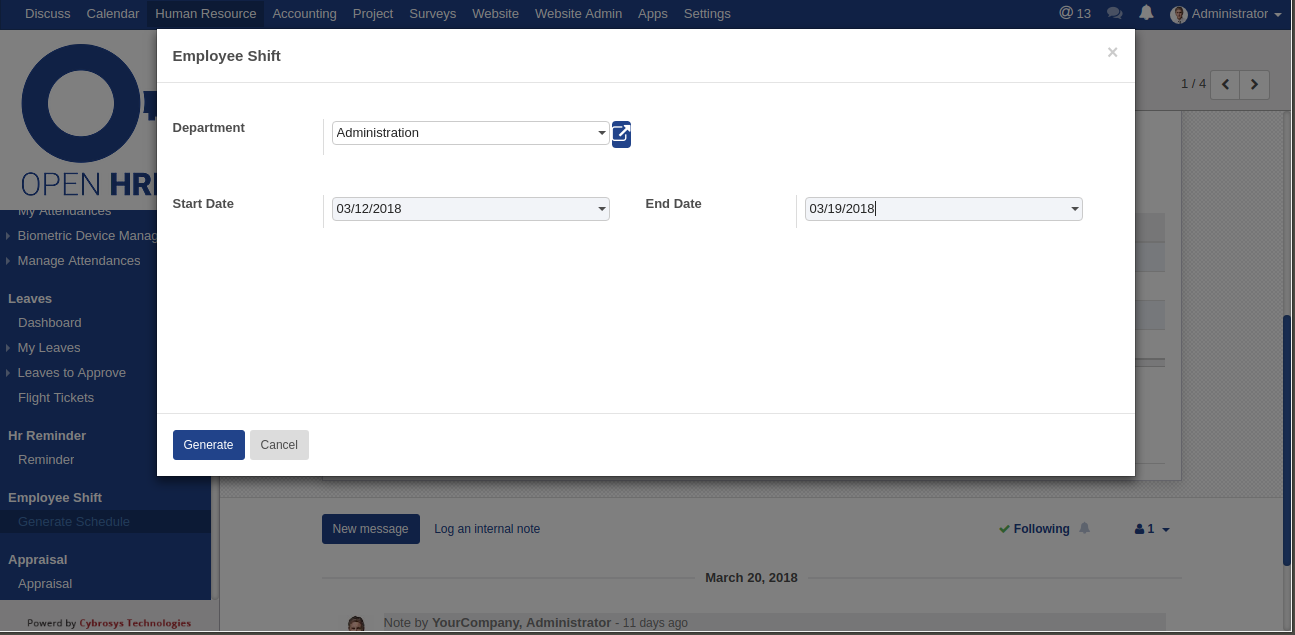 Discuss Calendar Human Resource Accounting Project Surveys Website Website Admin Apps Settings @ 13 Administrator
Employee Shift ×
1 / 4
Department Administration
Start Date 03/12/2018 End Date 03/19/2018
Generate Cancel
OPEN HR
My Attendances
Biometric Device Manag
Manage Attendances
Leaves
Dashboard
My Leaves
Leaves to Approve
Flight Tickets
Hr Reminder
Reminder
Employee Shift
Generate Schedule
Appraisal
Appraisal
Powerd by Cybrosys Technologies
New message Log an internal note Following 1
March 20, 2018
Note by YourCompany, Administrator - 11 days ago